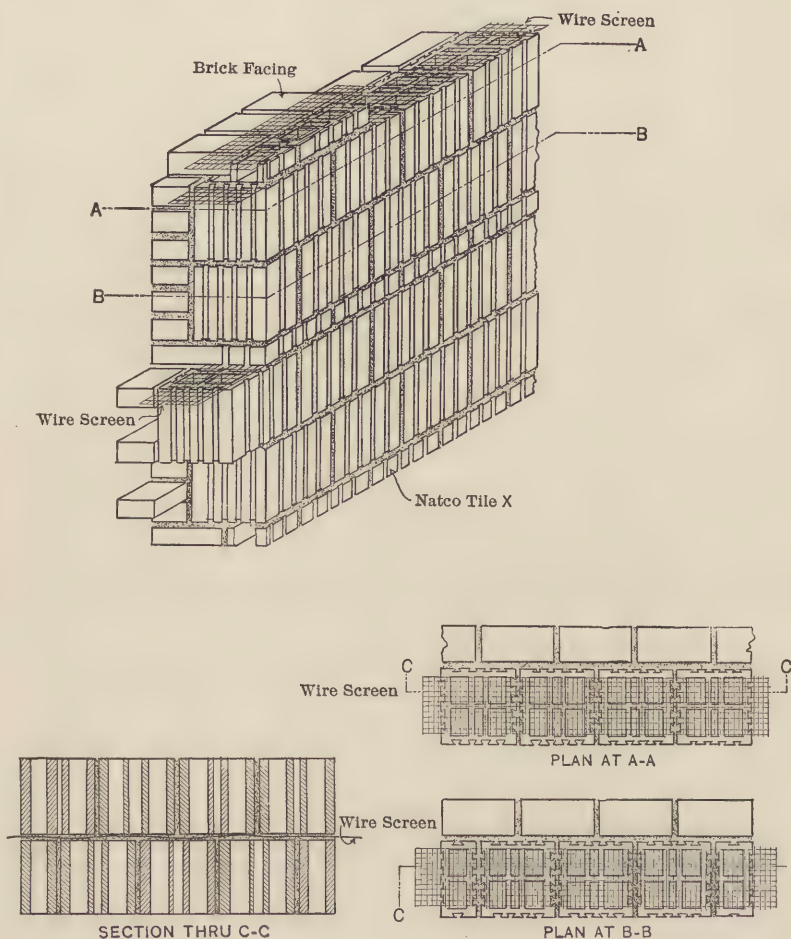 Wire Screen
A
Brick Facing
B
A
B
Wire Screen
Natco Tile X
C
C
Wire Screen
PLAN AT A-A
Wire Screen
C
SECTION THRU C-C
PLAN AT B-B